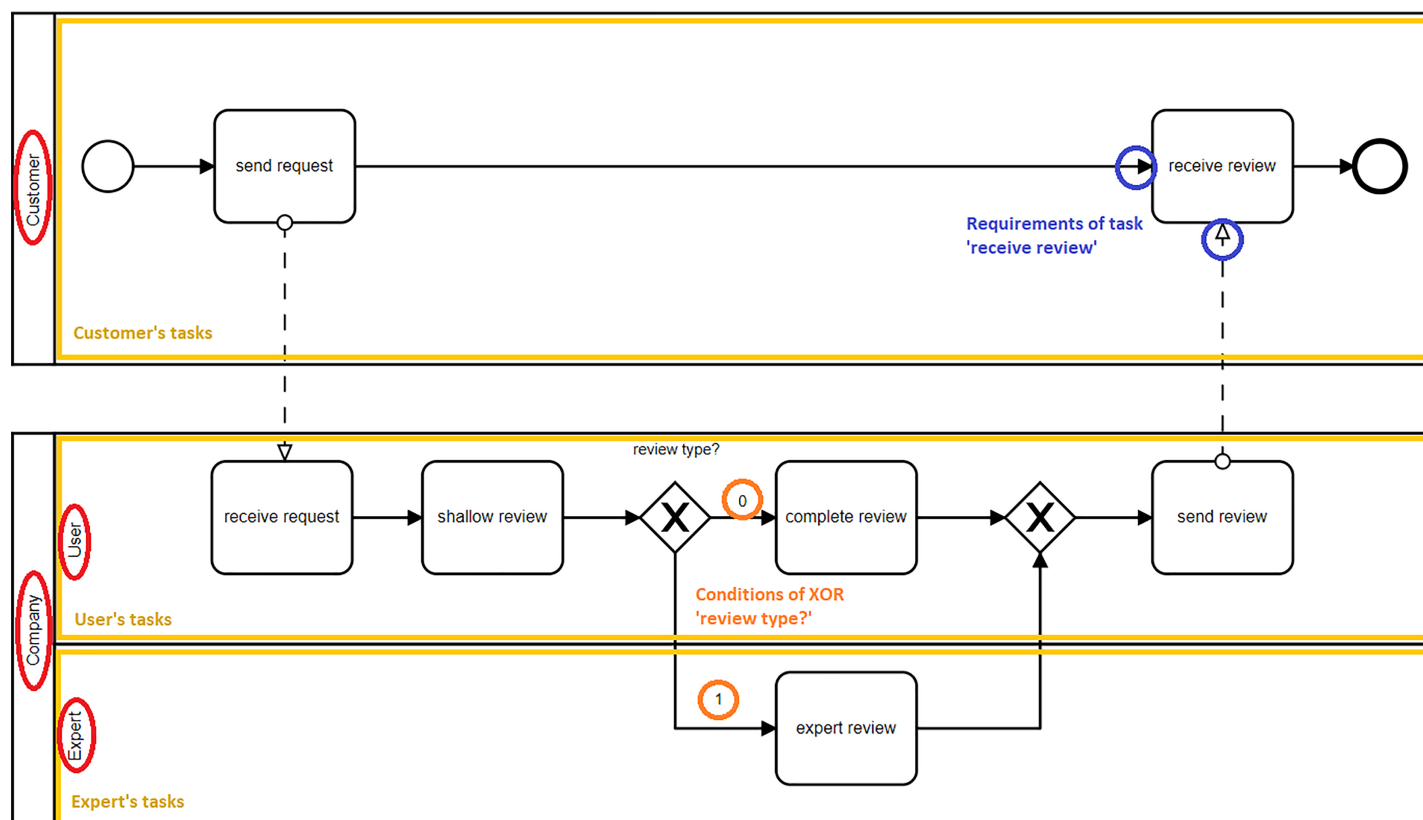 Customer
send request
receive review
Requirements of task
'receive review'
Customer's tasks
Company
User
review type?
receive request
shallow review
X
0
complete review
X
send review
Conditions of XOR
'review type?'
User's tasks
Expert
1
expert review
Expert's tasks